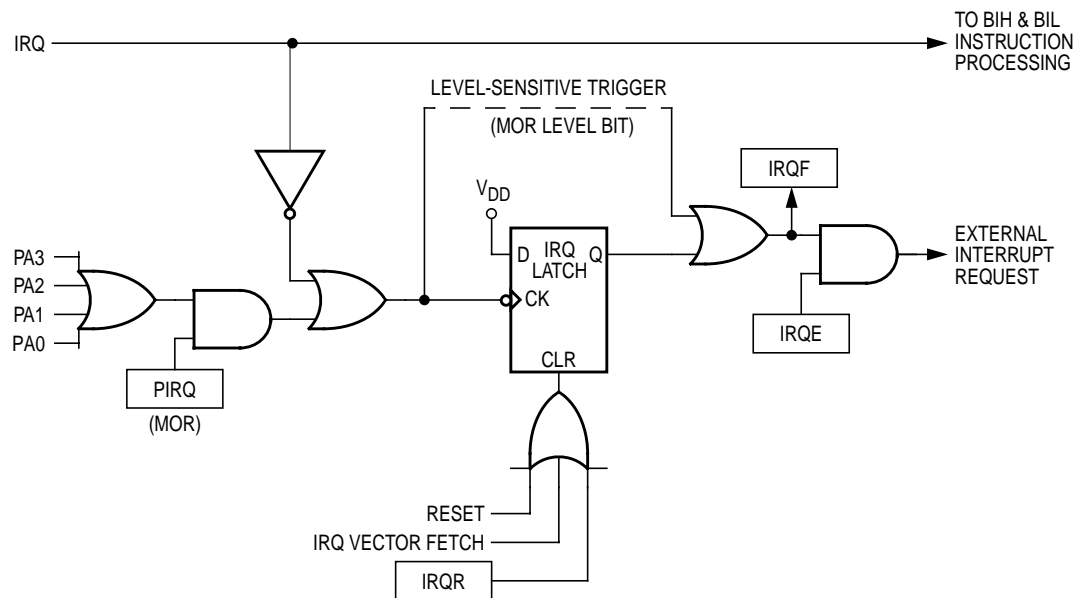 IRQ
TO BIH & BIL
INSTRUCTION
PROCESSING
LEVEL-SENSITIVE TRIGGER
(MOR LEVEL BIT)
IRQF
VDD
D IRQ Q
LATCH
CK
CLR
EXTERNAL
INTERRUPT
REQUEST
IRQE
PA3
PA2
PA1
PA0
PIRQ
(MOR)
RESET
IRQ VECTOR FETCH
IRQR